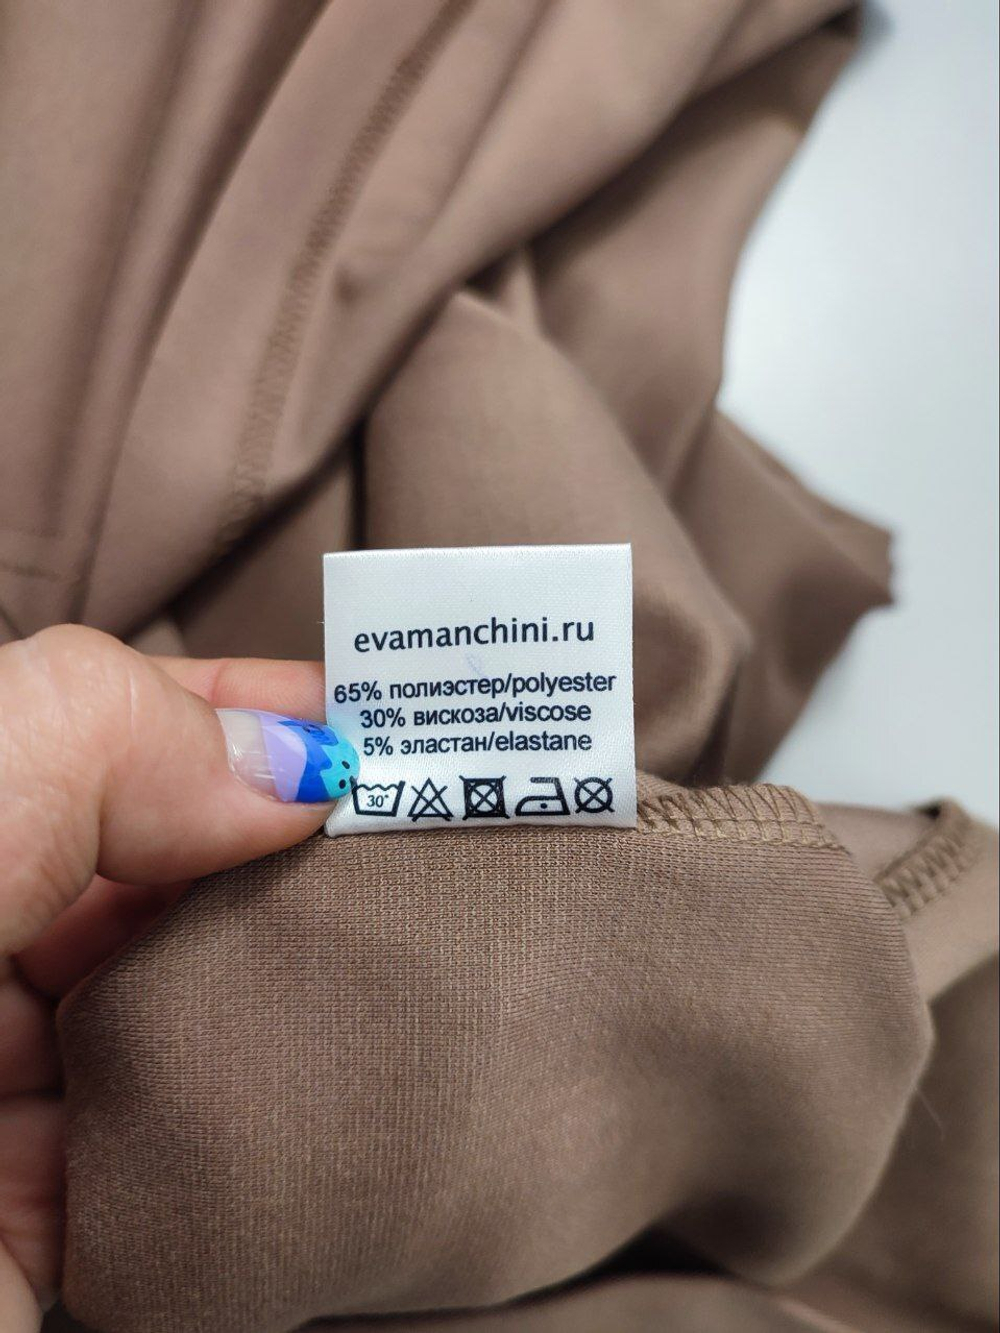 evamanchini.ru
65% полиэстер/polyester
30% вискоза/viscose
5% эластан/elastane
30°